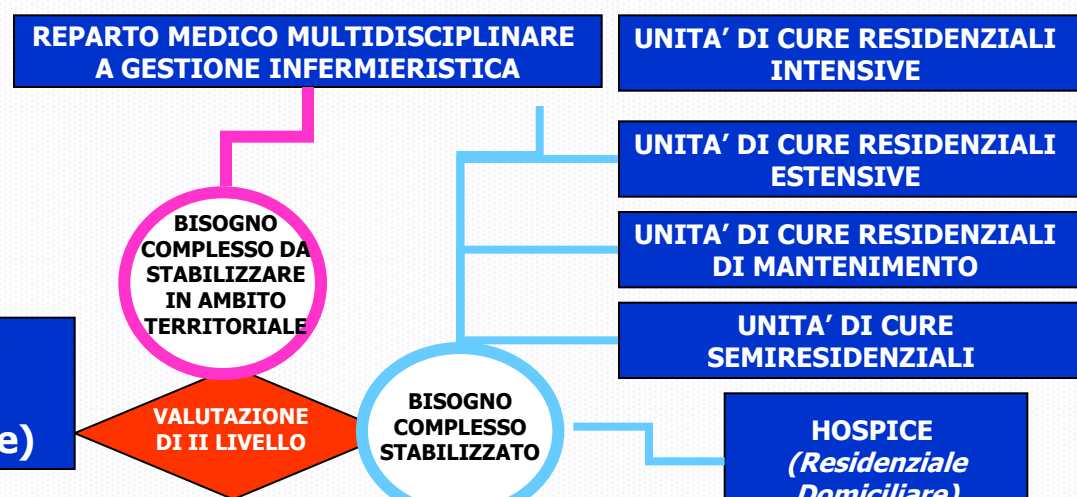 REPARTO MEDICO MULTIDISCIPLINARE
A GESTIONE INFERMIERISTICA
UNITA’ DI CURE RESIDENZIALI
INTENSIVE
UNITA’ DI CURE RESIDENZIALI
ESTENSIVE
UNITA’ DI CURE RESIDENZIALI
DI MANTENIMENTO
UNITA’ DI CURE
SEMIRESIDENZIALI
BISOGNO
COMPLESSO DA
STABILIZZARE
IN AMBITO
TERRITORIALE
e)
VALUTAZIONE
DI II LIVELLO
BISOGNO
COMPLESSO
STABILIZZATO
HOSPICE
(Residenziale
Domiciliare)